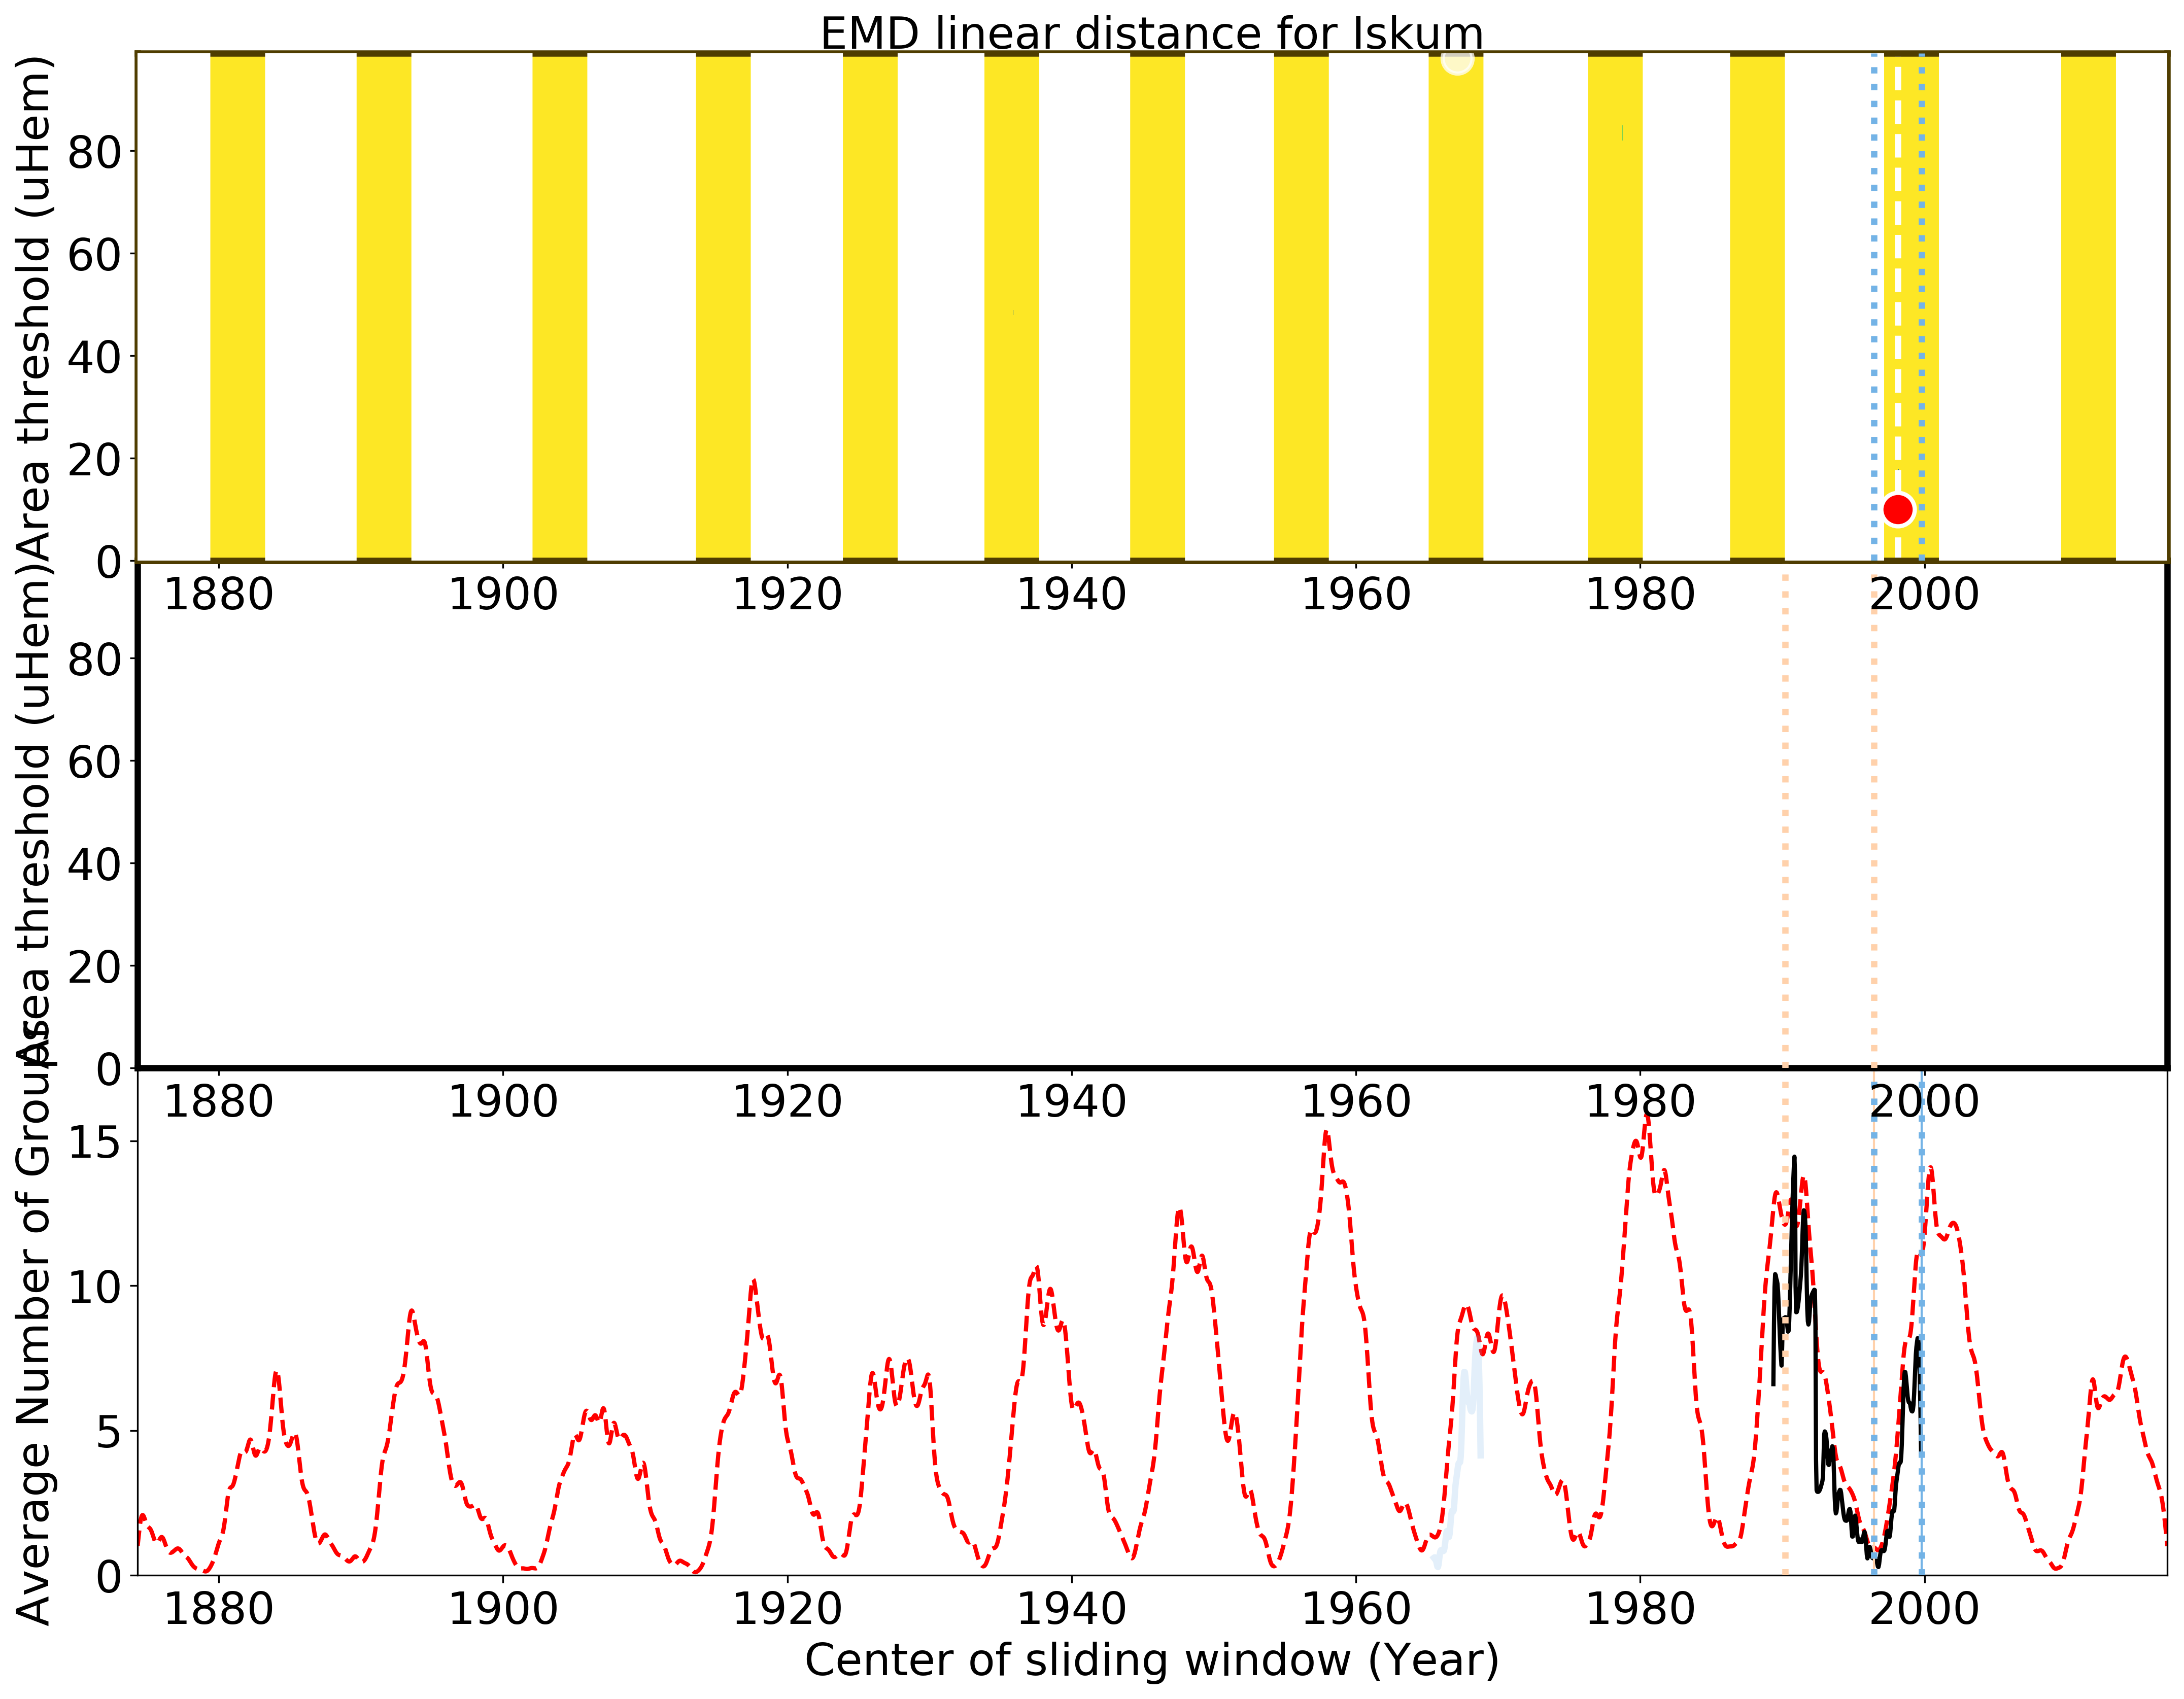 EMD linear distance for Iskum
Area threshold (uHem)
80
60
40
20
0
1880 1900 1920 1940 1960 1980 2000
Area threshold (uHem)
80
60
40
20
0
1880 1900 1920 1940 1960 1980 2000
Average Number of Groups
15
10
5
0
1880 1900 1920 1940 1960 1980 2000
Center of sliding window (Year)